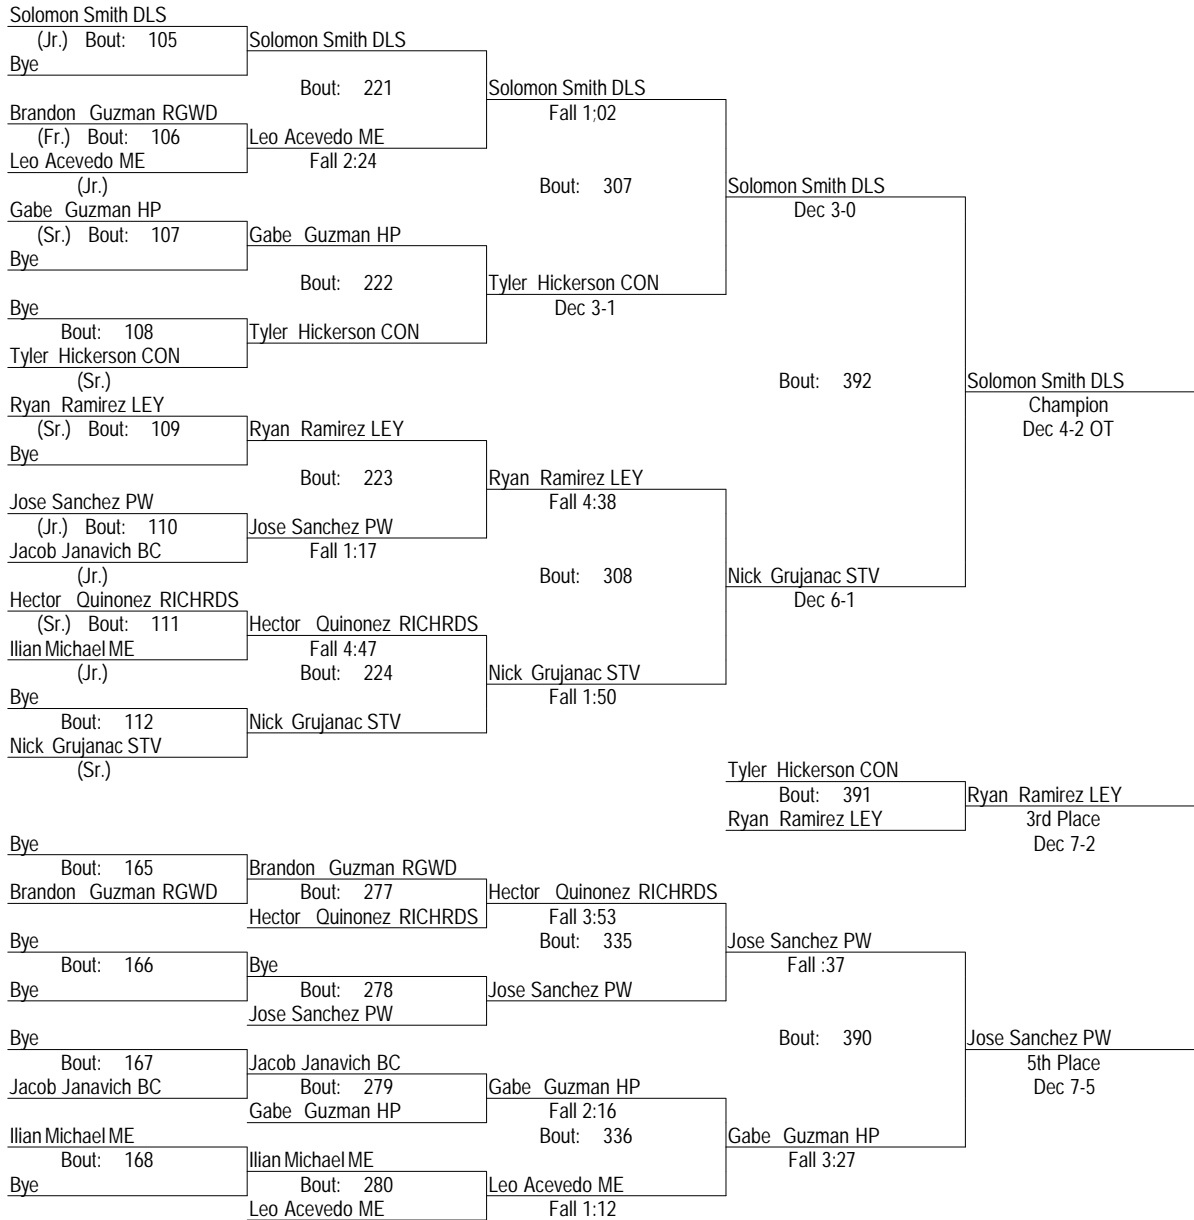 Solomon Smith DLS
(Jr.) Bout: 105 Solomon Smith DLS
Bye
Bout: 221 Solomon Smith DLS
Brandon Guzman RGWD Fall 1;02
(Fr.) Bout: 106 Leo Acevedo ME
Leo Acevedo ME Fall 2:24
(Jr.) Bout: 307 Solomon Smith DLS
Gabe Guzman HP Dec 3-0
(Sr.) Bout: 107 Gabe Guzman HP
Bye
Bout: 222 Tyler Hickerson CON
Bye Dec 3-1
Bout: 108 Tyler Hickerson CON
Tyler Hickerson CON
(Sr.) Bout: 392 Solomon Smith DLS
Ryan Ramirez LEY Champion
(Sr.) Bout: 109 Ryan Ramirez LEY Dec 4-2 OT
Bye
Bout: 223 Ryan Ramirez LEY
Jose Sanchez PW Fall 4:38
(Jr.) Bout: 110 Jose Sanchez PW
Jacob Janavich BC Fall 1:17
(Jr.) Bout: 308 Nick Grujanac STV
Hector Quinonez RICHRDS Dec 6-1
(Sr.) Bout: 111 Hector Quinonez RICHRDS
Ilian Michael ME Fall 4:47
(Jr.) Bout: 224 Nick Grujanac STV
Bye Fall 1:50
Bout: 112 Nick Grujanac STV
Nick Grujanac STV
(Sr.) Tyler Hickerson CON
Bout: 391 Ryan Ramirez LEY
Ryan Ramirez LEY 3rd Place
Bye Dec 7-2
Bout: 165 Brandon Guzman RGWD
Brandon Guzman RGWD Bout: 277 Hector Quinonez RICHRDS
Hector Quinonez RICHRDS Fall 3:53
Bye Bout: 335 Jose Sanchez PW
Bout: 166 Bye Fall :37
Bye Bout: 278 Jose Sanchez PW
Jose Sanchez PW
Bye Bout: 390 Jose Sanchez PW
Bout: 167 Jacob Janavich BC 5th Place
Jacob Janavich BC Bout: 279 Gabe Guzman HP Dec 7-5
Gabe Guzman HP Fall 2:16
Ilian Michael ME Bout: 336 Gabe Guzman HP
Bout: 168 Ilian Michael ME Fall 3:27
Bye Bout: 280 Leo Acevedo ME
Leo Acevedo ME Fall 1:12